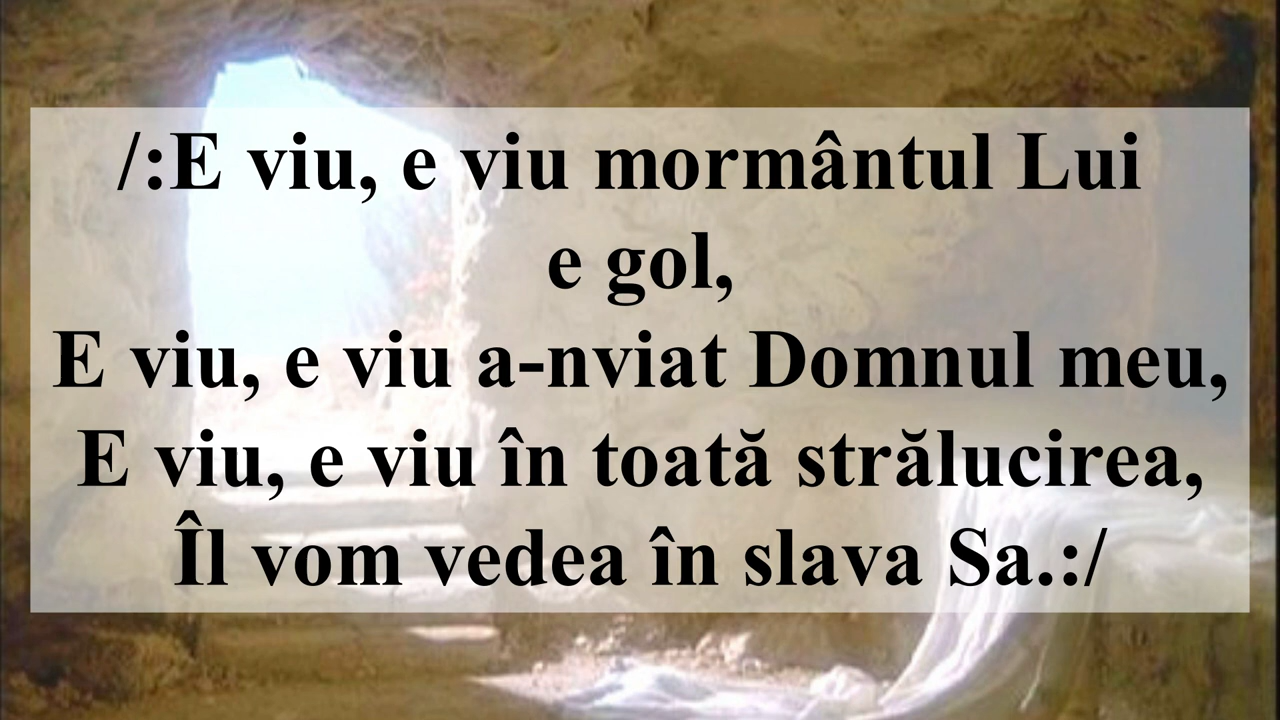 /:E viu, e viu mormântul Lui
e gol,
E viu, e viu a-nviat Domnul meu,
E viu, e viu în toată strălucirea,
Îl vom vedea în slava Sa.:/